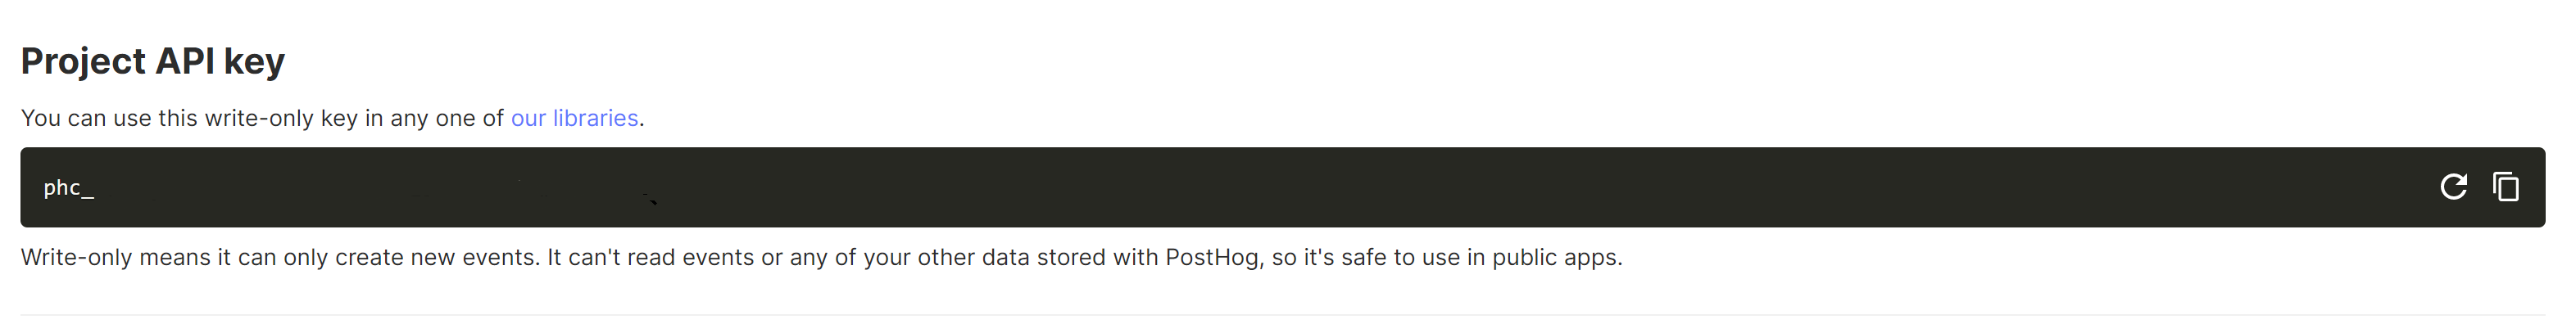 Project API key
You can use this write-only key in any one of our libraries.
phc_
Write-only means it can only create new events. It can't read events or any of your other data stored with PostHog, so it's safe to use in public apps.